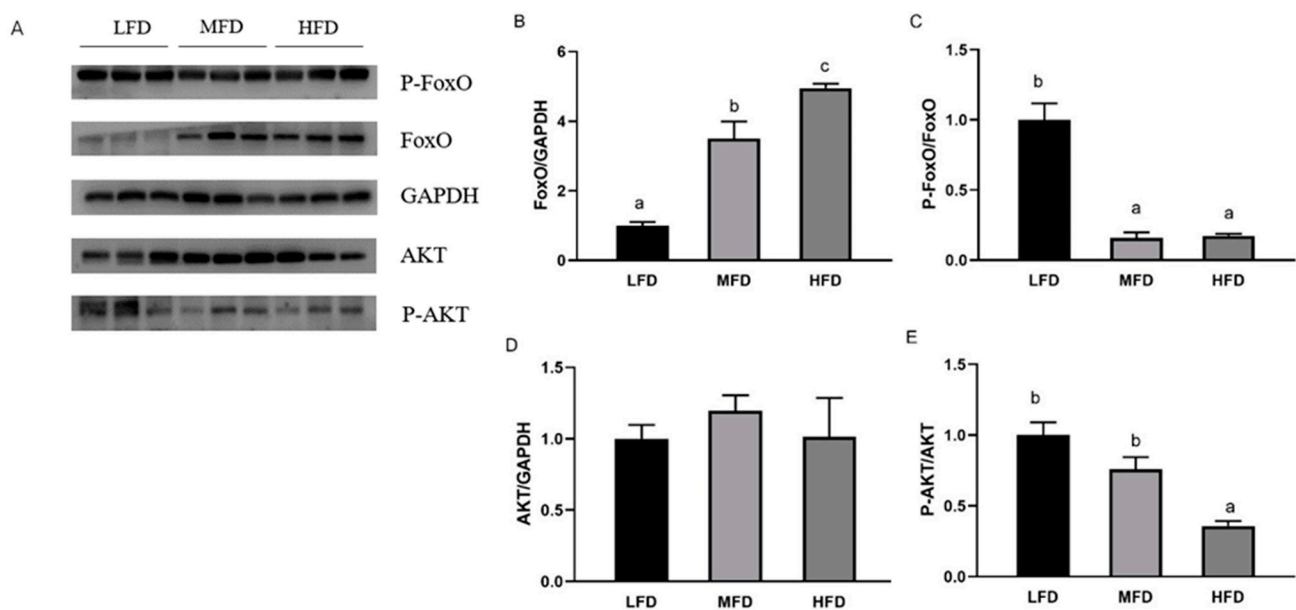 A
LFD MFD HFD
P-FoxO
FoxO
GAPDH
AKT
P-AKT
B
FoxO/GAPDH
6
4
2
0
a
b
c
LFD MFD HFD
C
P-FoxO/FoxO
1.5
1.0
0.5
0.0
b
a
a
LFD MFD HFD
D
AKT/GAPDH
1.5
1.0
0.5
0.0
LFD MFD HFD
E
P-AKT/AKT
1.5
1.0
0.5
0.0
b
b
a
LFD MFD HFD